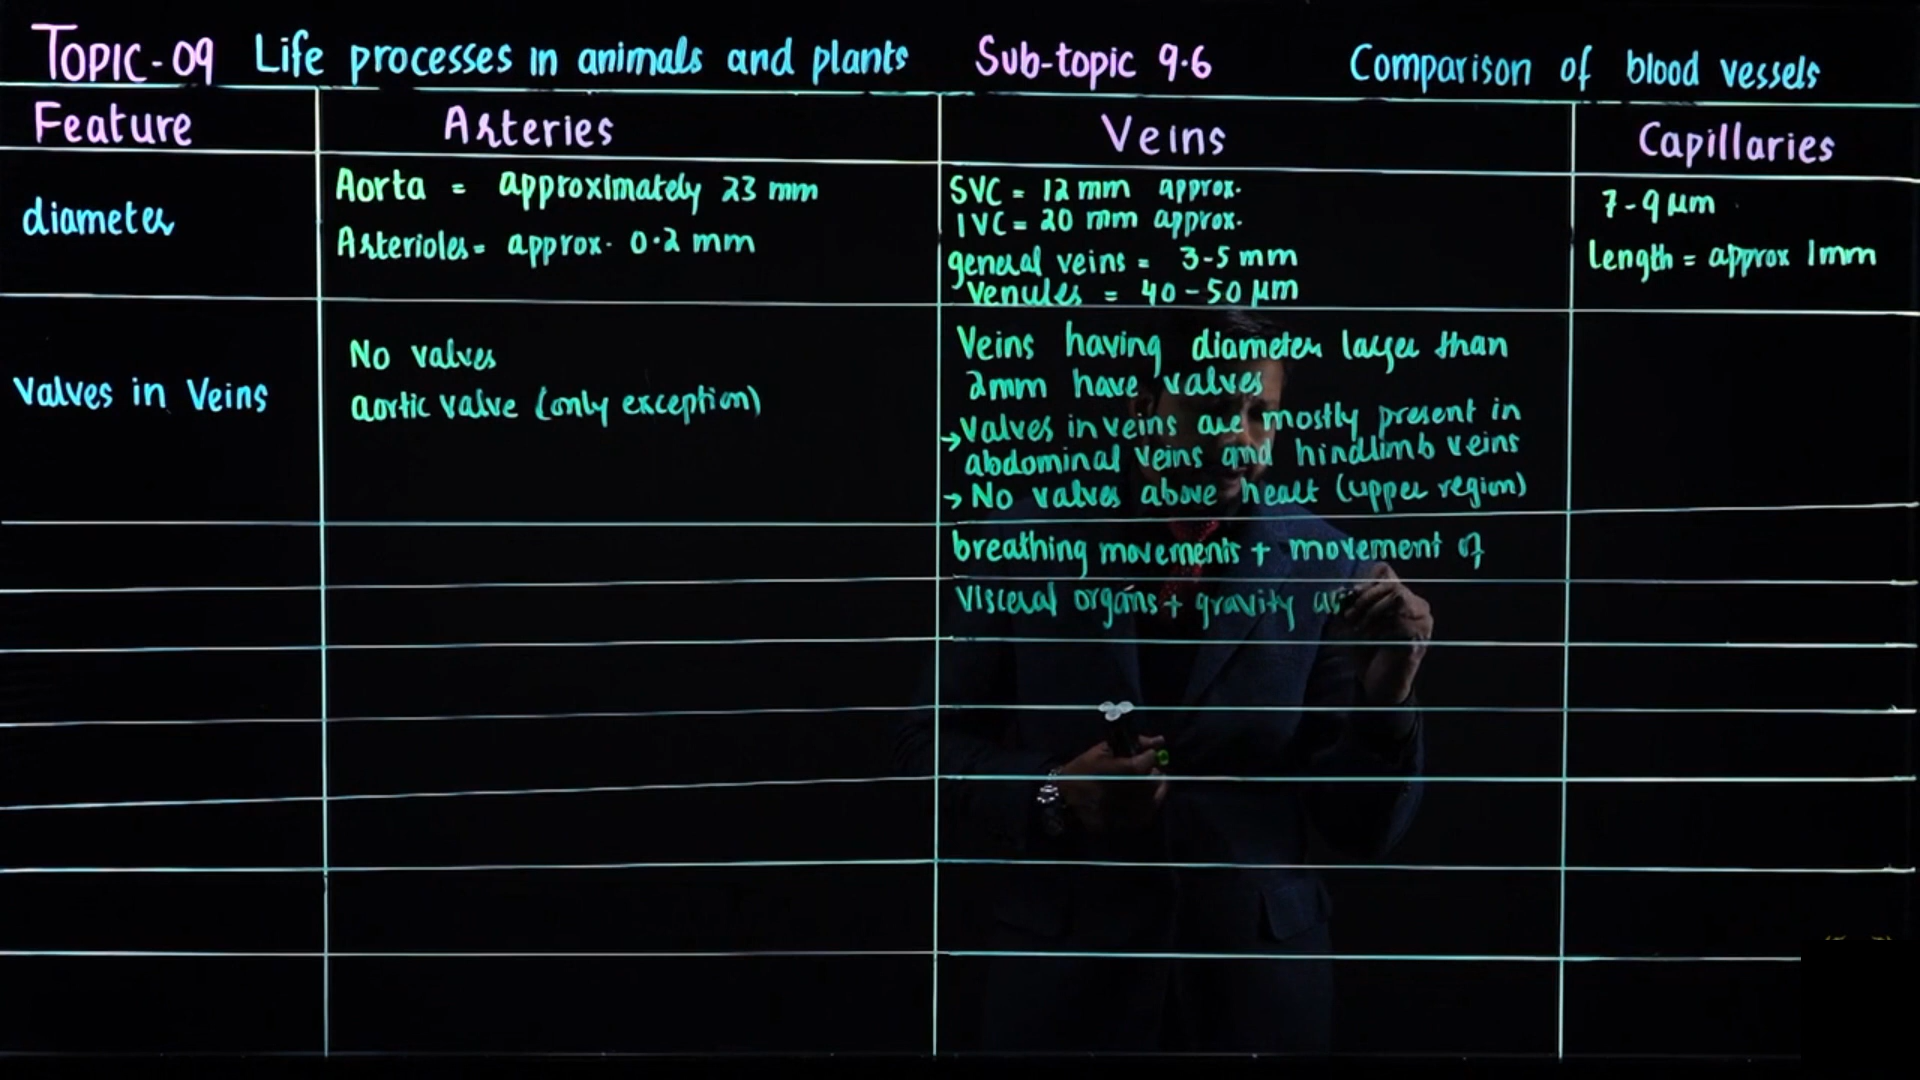 TOPIC-09 Life processes in animals and plants Sub-topic 9.6 Comparison of blood vessels
Feature Arteries Veins Capillaries
diameter
Aorta = approximately 23 mm
Arterioles = approx. 0.2 mm
SVC = 12 mm approx.
IVC = 20 mm approx.
general veins = 3-5 mm
venules = 40-50 μm
7-9 μm
Length = approx 1mm
Valves in Veins
No valves
aortic valve (only exception)
Veins having diameter larger than
2mm have valves
→ Valves in veins are mostly present in
abdominal veins and hindlimb veins
→ No valves above heart (upper region)
breathing movements + movement of
visceral organs + gravity